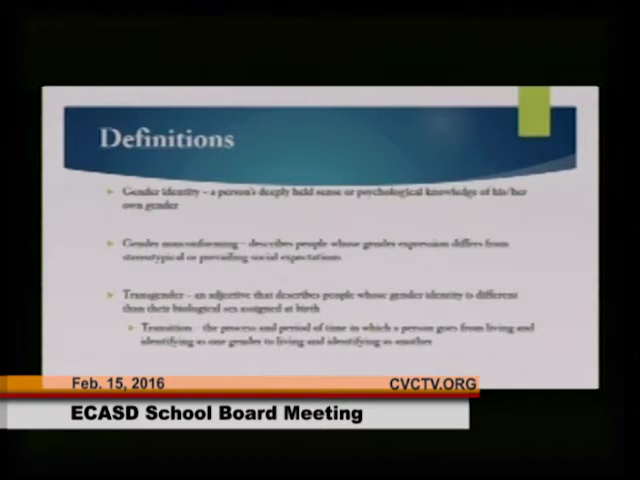 Definitions
Gender identity - a person's deeply held sense or psychological knowledge of his/her
own gender
Gender nonconforming - describes people whose gender expression differs from
stereotypical or prevailing social expectations
Transgender - an adjective that describes people whose gender identity is different
than their biological sex assigned at birth
Transition - the process and period of time in which a person goes from living and
identifying as one gender to living and identifying as another
Feb. 15, 2016 CVCTV.ORG
ECASD School Board Meeting